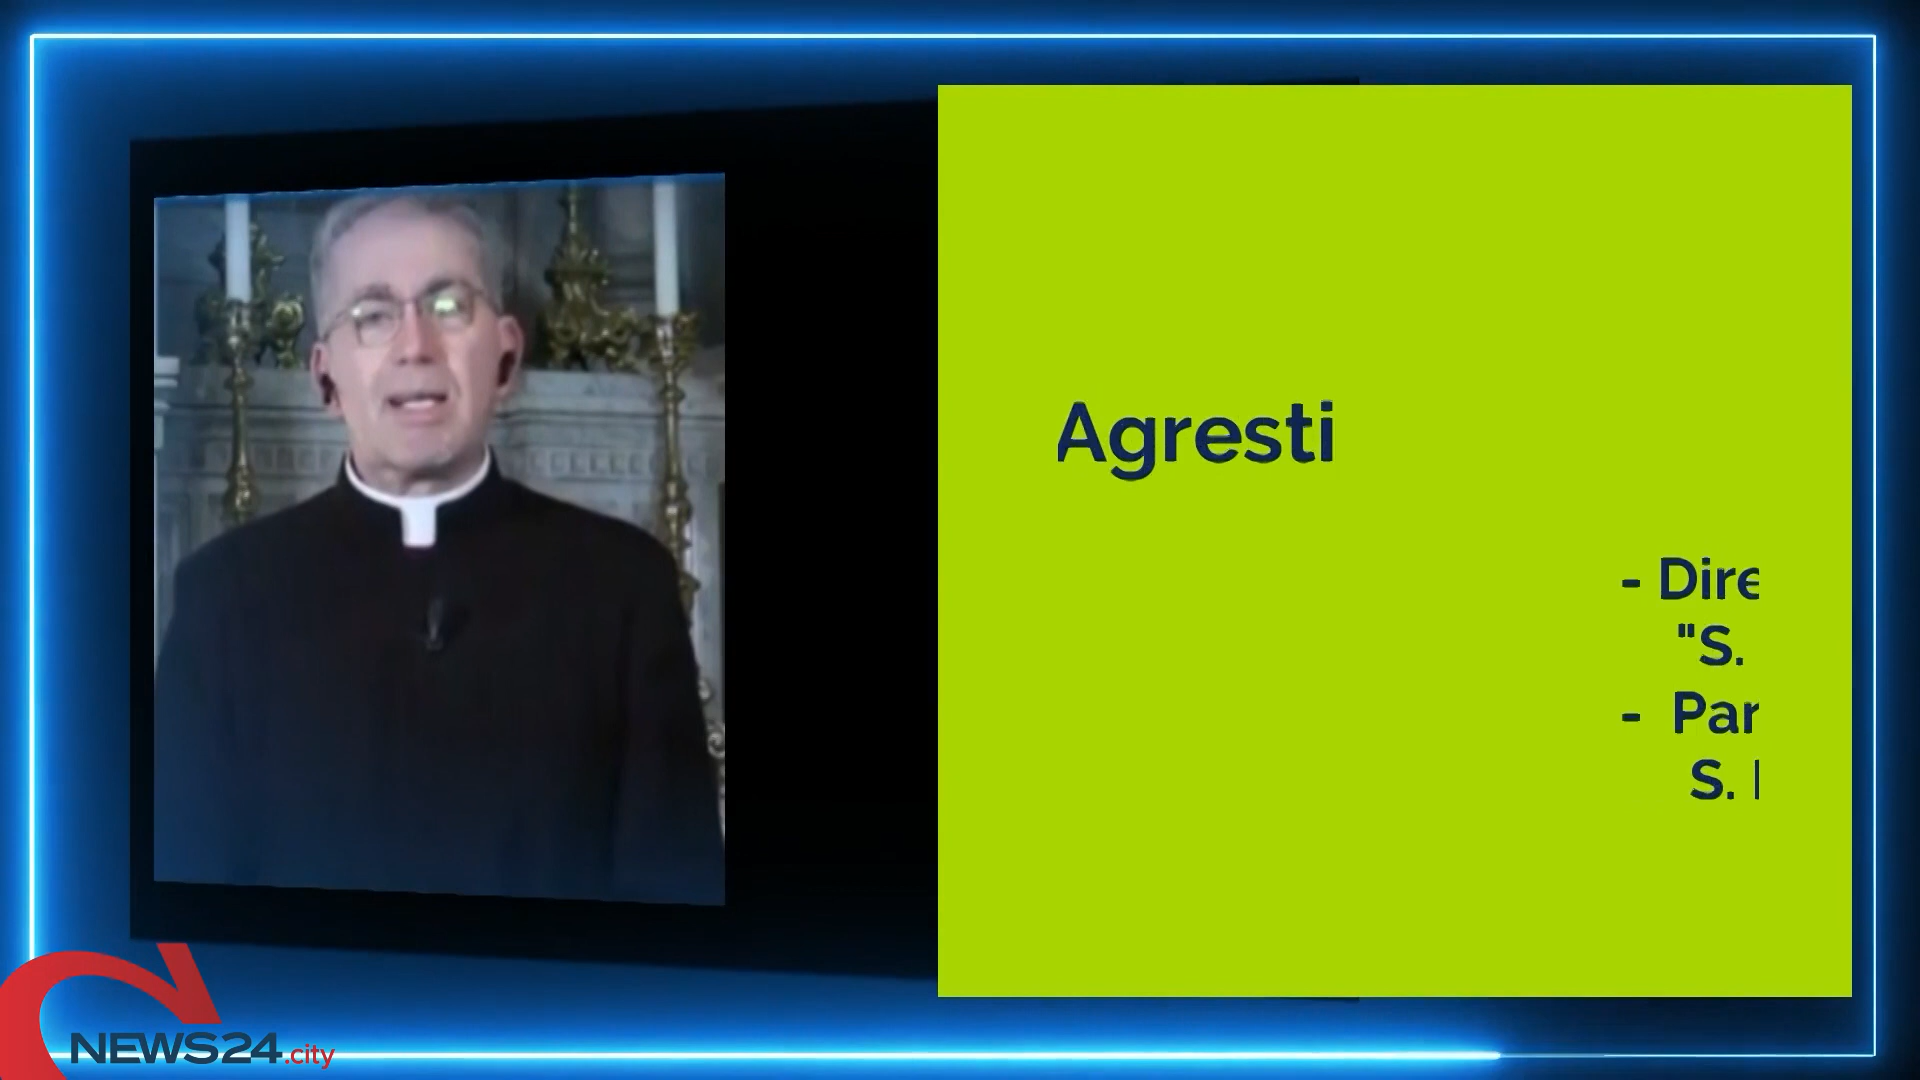 Agresti
- Dire
"S.
- Par
S.
NEWS24.city